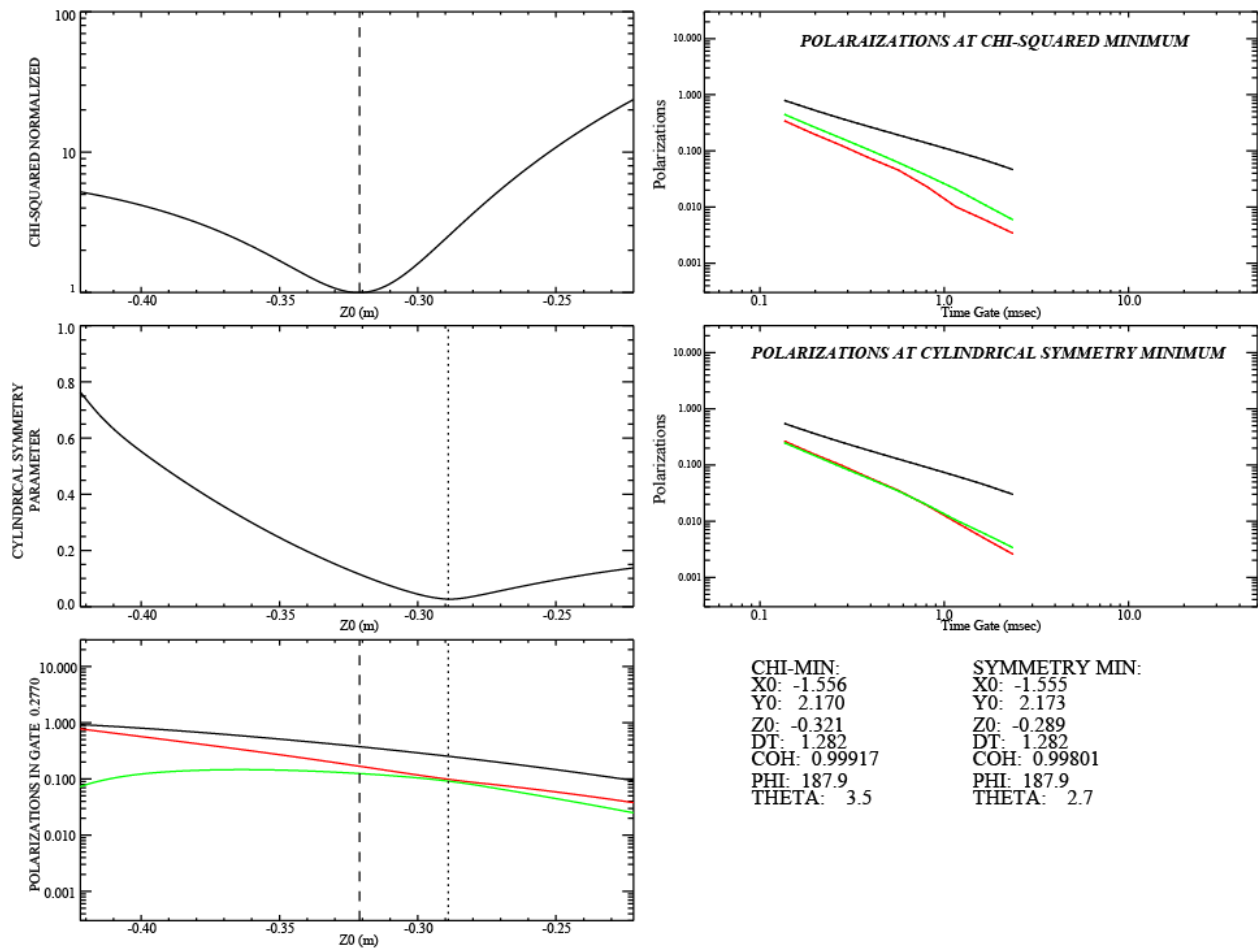 100
10
1
CHI-SQUARED NORMALIZED
-0.40 -0.35 -0.30 -0.25
Z0 (m)
POLARAIZATIONS AT CHI-SQUARED MINIMUM
10.000
1.000
0.100
0.010
0.001
Polarizations
0.1 1.0 10.0
Time Gate (msec)
1.0
0.8
0.6
0.4
0.2
0.0
CYLINDRICAL SYMMETRY
PARAMETER
-0.40 -0.35 -0.30 -0.25
Z0 (m)
POLARIZATIONS AT CYLINDRICAL SYMMETRY MINIMUM
10.000
1.000
0.100
0.010
0.001
Polarizations
0.1 1.0 10.0
Time Gate (msec)
10.000
1.000
0.100
0.010
0.001
POLARIZATIONS IN GATE 0.2770
-0.40 -0.35 -0.30 -0.25
Z0 (m)
CHI-MIN:
X0: -1.556
Y0: 2.170
Z0: -0.321
DT: 1.282
COH: 0.99917
PHI: 187.9
THETA: 3.5
SYMMETRY MIN:
X0: -1.555
Y0: 2.173
Z0: -0.289
DT: 1.282
COH: 0.99801
PHI: 187.9
THETA: 2.7